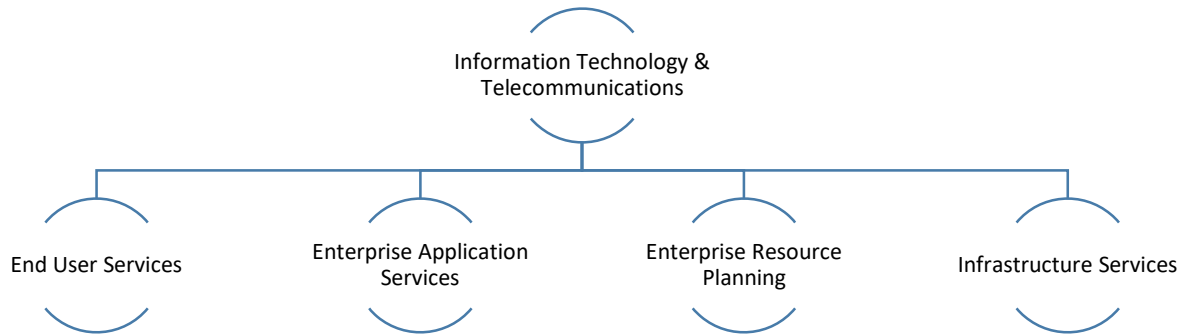 Information Technology &
Telecommunications
End User Services
Enterprise Application
Services
Enterprise Resource
Planning
Infrastructure Services